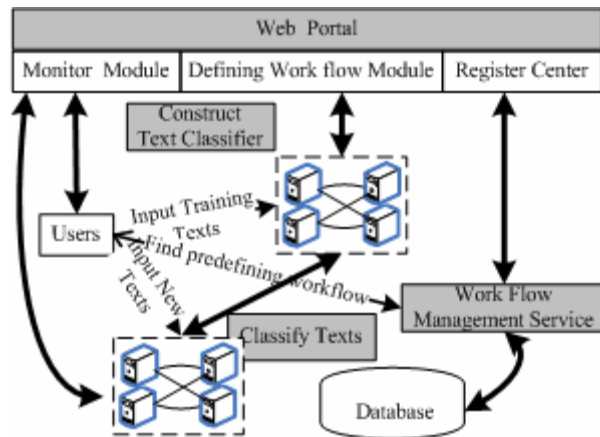 Web Portal
Monitor Module
Defining Work flow Module
Register Center
Construct
Text Classifier
Input Training
Texts
Users
Find predefining workflow
Input New
Texts
Work Flow
Management Service
Classify Texts
Database